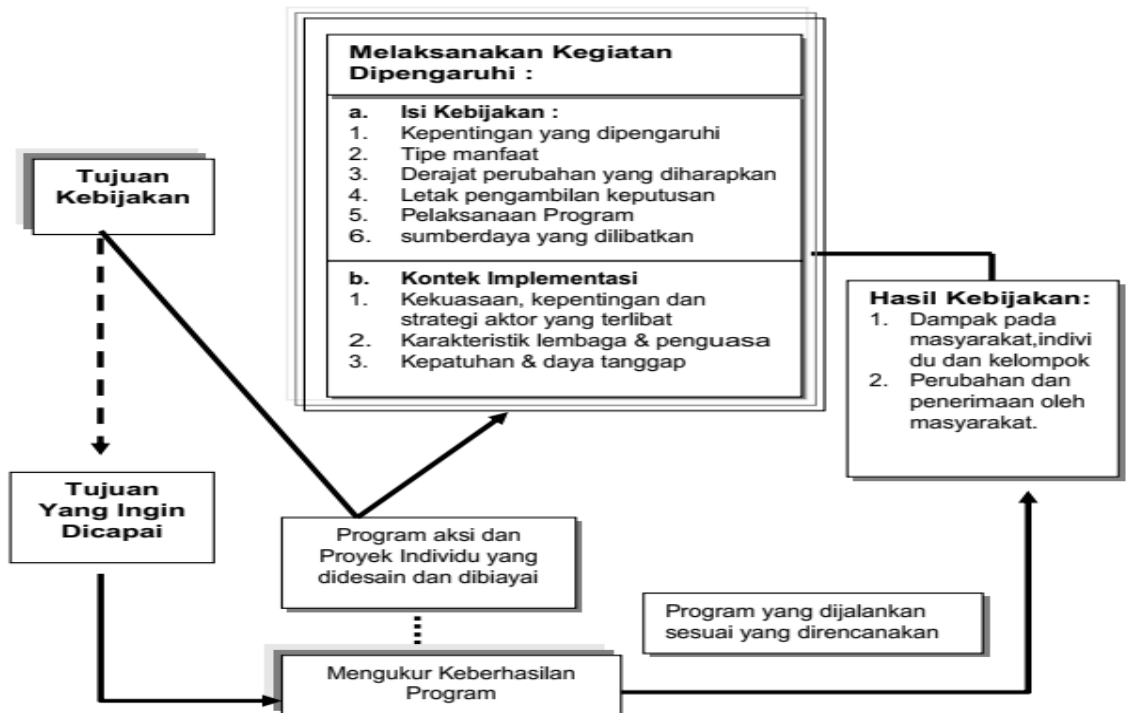 Melaksanakan Kegiatan
Dipengaruhi :
a. Isi Kebijakan :
1. Kepentingan yang dipengaruhi
2. Tipe manfaat
3. Derajat perubahan yang diharapkan
4. Letak pengambilan keputusan
5. Pelaksanaan Program
6. sumberdaya yang dilibatkan
b. Kontek Implementasi
1. Kekuasaan, kepentingan dan
strategi aktor yang terlibat
2. Karakteristik lembaga & penguasa
3. Kepatuhan & daya tanggap
Tujuan
Kebijakan
Hasil Kebijakan:
1. Dampak pada
masyarakat,indivi
du dan kelompok
2. Perubahan dan
penerimaan oleh
masyarakat.
Tujuan
Yang Ingin
Dicapai
Program aksi dan
Proyek Individu yang
didesain dan dibiayai
Program yang dijalankan
sesuai yang direncanakan
Mengukur Keberhasilan
Program